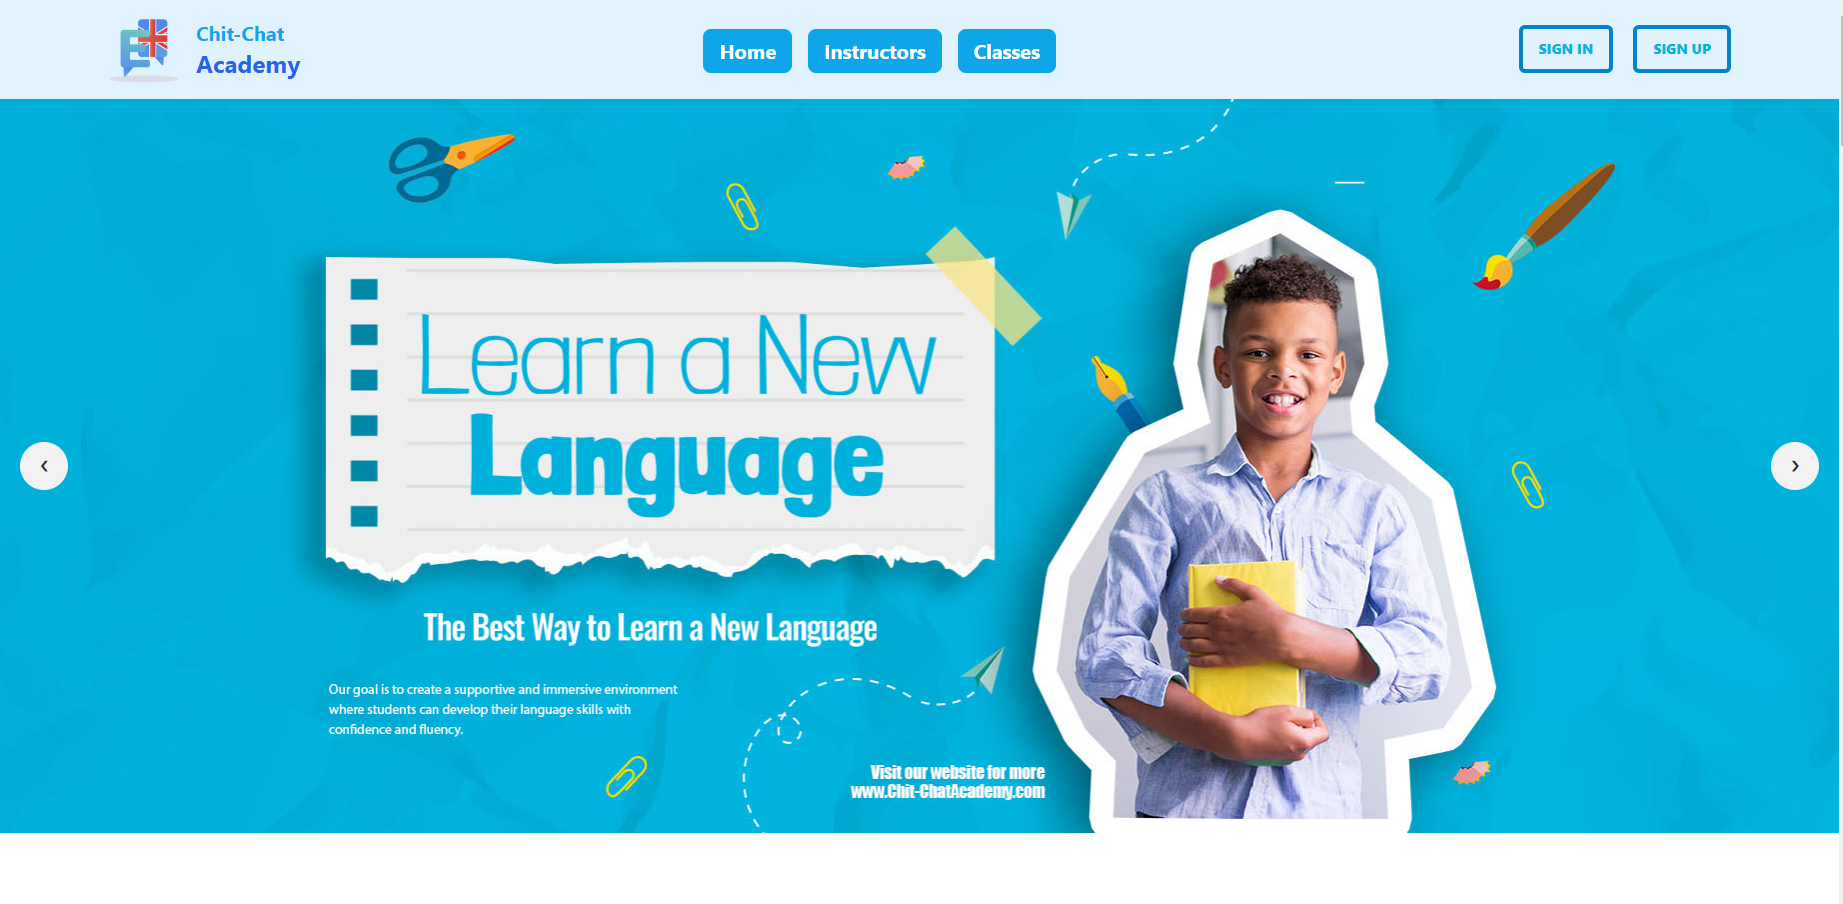 Chit-Chat
Academy
Home
Instructors
Classes
SIGN IN
SIGN UP
Learn a New
Language
The Best Way to Learn a New Language
Our goal is to create a supportive and immersive environment
where students can develop their language skills with
confidence and fluency.
Visit our website for more
www.Chit-ChatAcademy.com